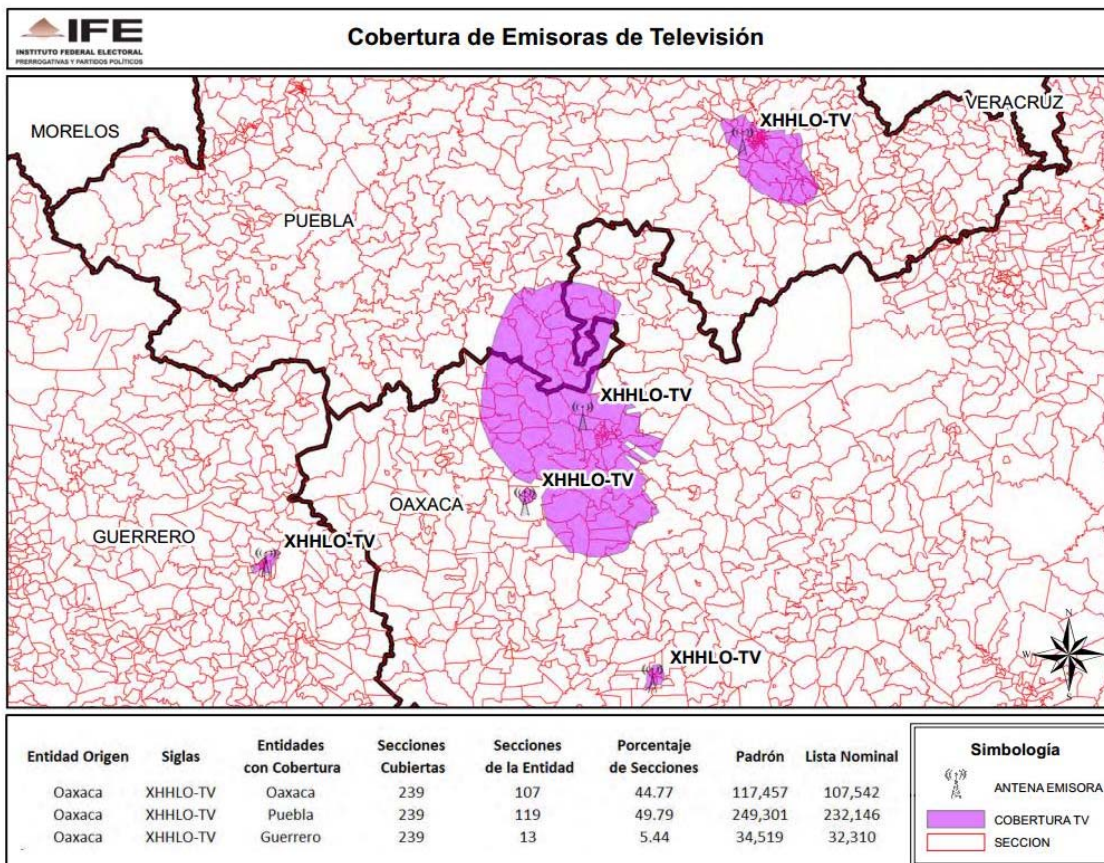 IFE
INSTITUTO FEDERAL ELECTORAL
PRERROGATIVAS Y PARTIDOS POLÍTICOS
Cobertura de Emisoras de Televisión
MORELOS
VERACRUZ
XHHLO-TV
PUEBLA
XHHLO-TV
XHHLO-TV
OAXACA
GUERRERO
XHHLO-TV
XHHLO-TV
N
W
S
Entidad Origen Siglas Entidades con Cobertura Secciones Cubiertas Secciones de la Entidad Porcentaje de Secciones Padrón Lista Nominal
Oaxaca XHHLO-TV Oaxaca 239 107 44.77 117,457 107,542
Oaxaca XHHLO-TV Puebla 239 119 49.79 249,301 232,146
Oaxaca XHHLO-TV Guerrero 239 13 5.44 34,519 32,310
Simbología
ANTENA EMISORA
COBERTURA TV
SECCION